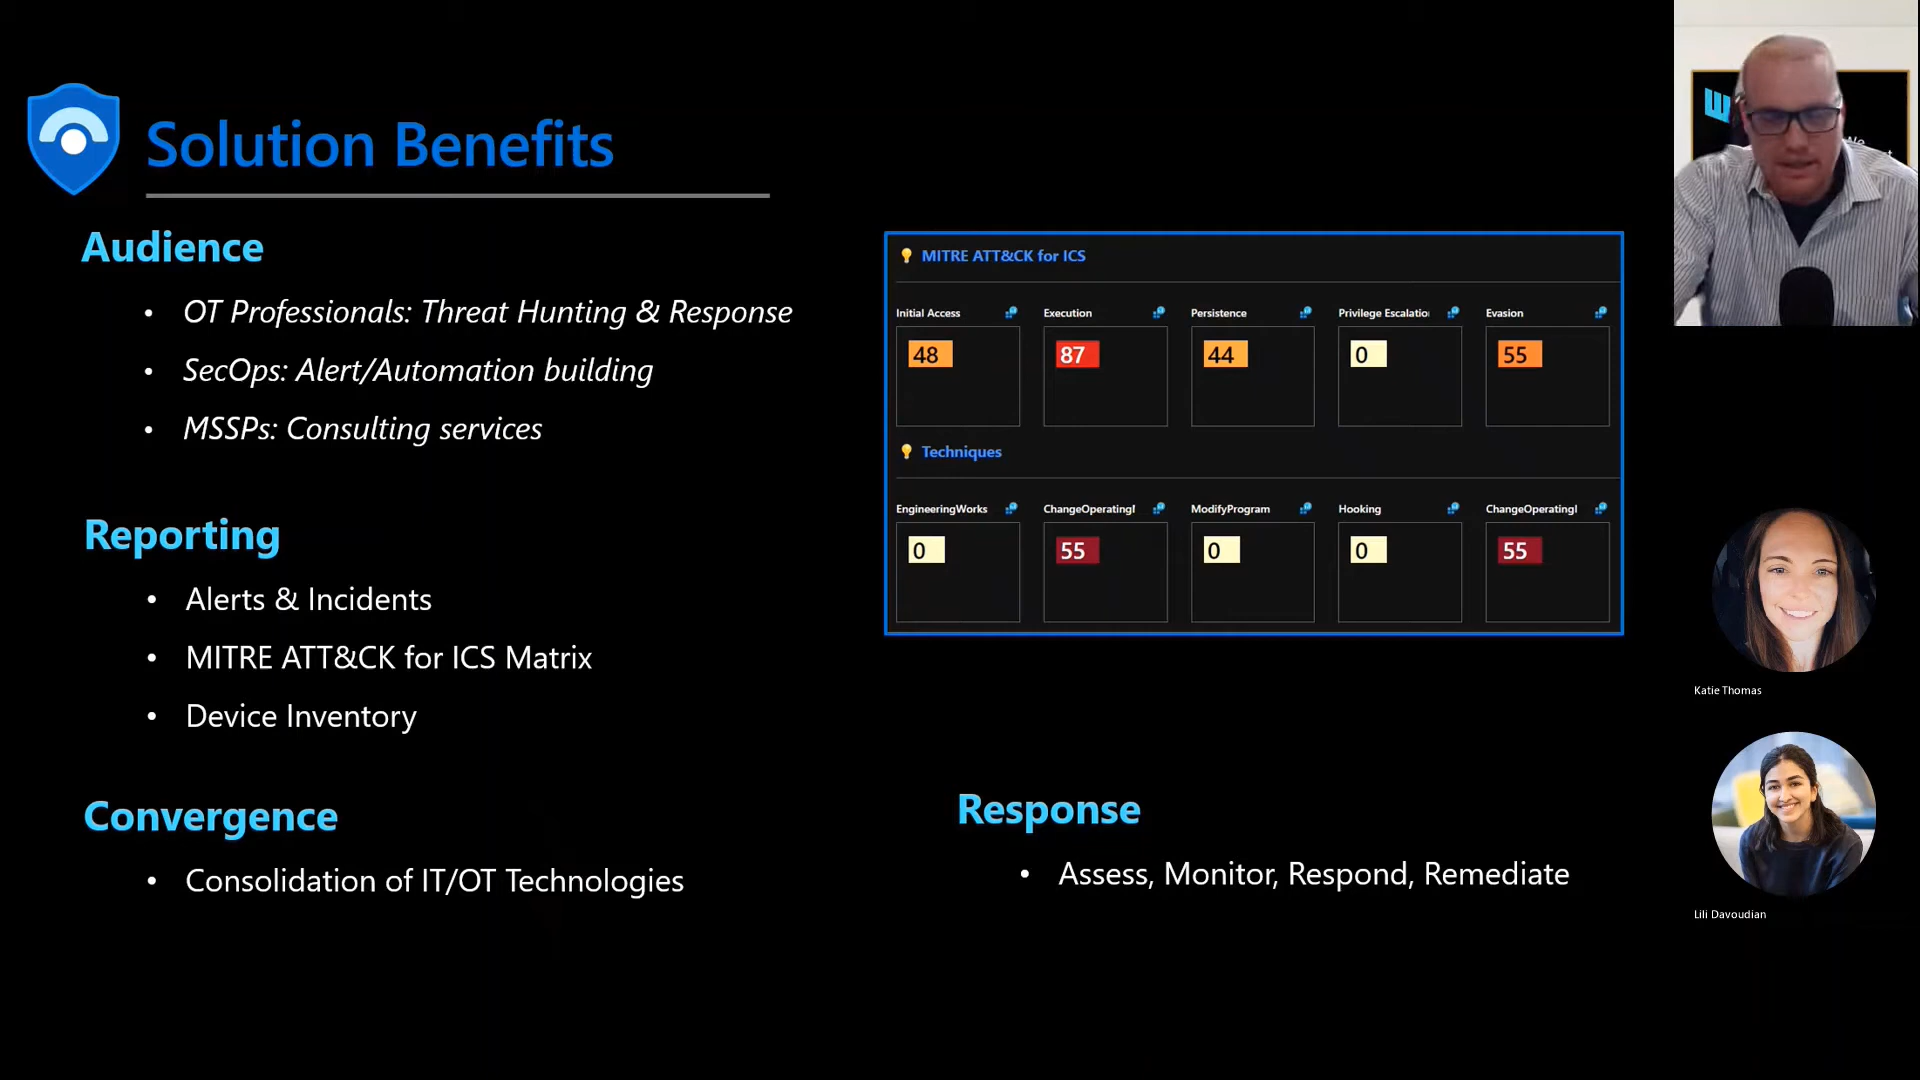 Solution Benefits
Audience
• OT Professionals: Threat Hunting & Response
• SecOps: Alert/Automation building
• MSSPs: Consulting services
Reporting
• Alerts & Incidents
• MITRE ATT&CK for ICS Matrix
• Device Inventory
Convergence
• Consolidation of IT/OT Technologies
MITRE ATT&CK for ICS
Initial Access Execution Persistence Privilege Escalatio Evasion
48 87 44 0 55
Techniques
EngineeringWorks ChangeOperatingI ModifyProgram Hooking ChangeOperatingI
0 55 0 0 55
Response
• Assess, Monitor, Respond, Remediate
Katie Thomas
Lili Davoudian